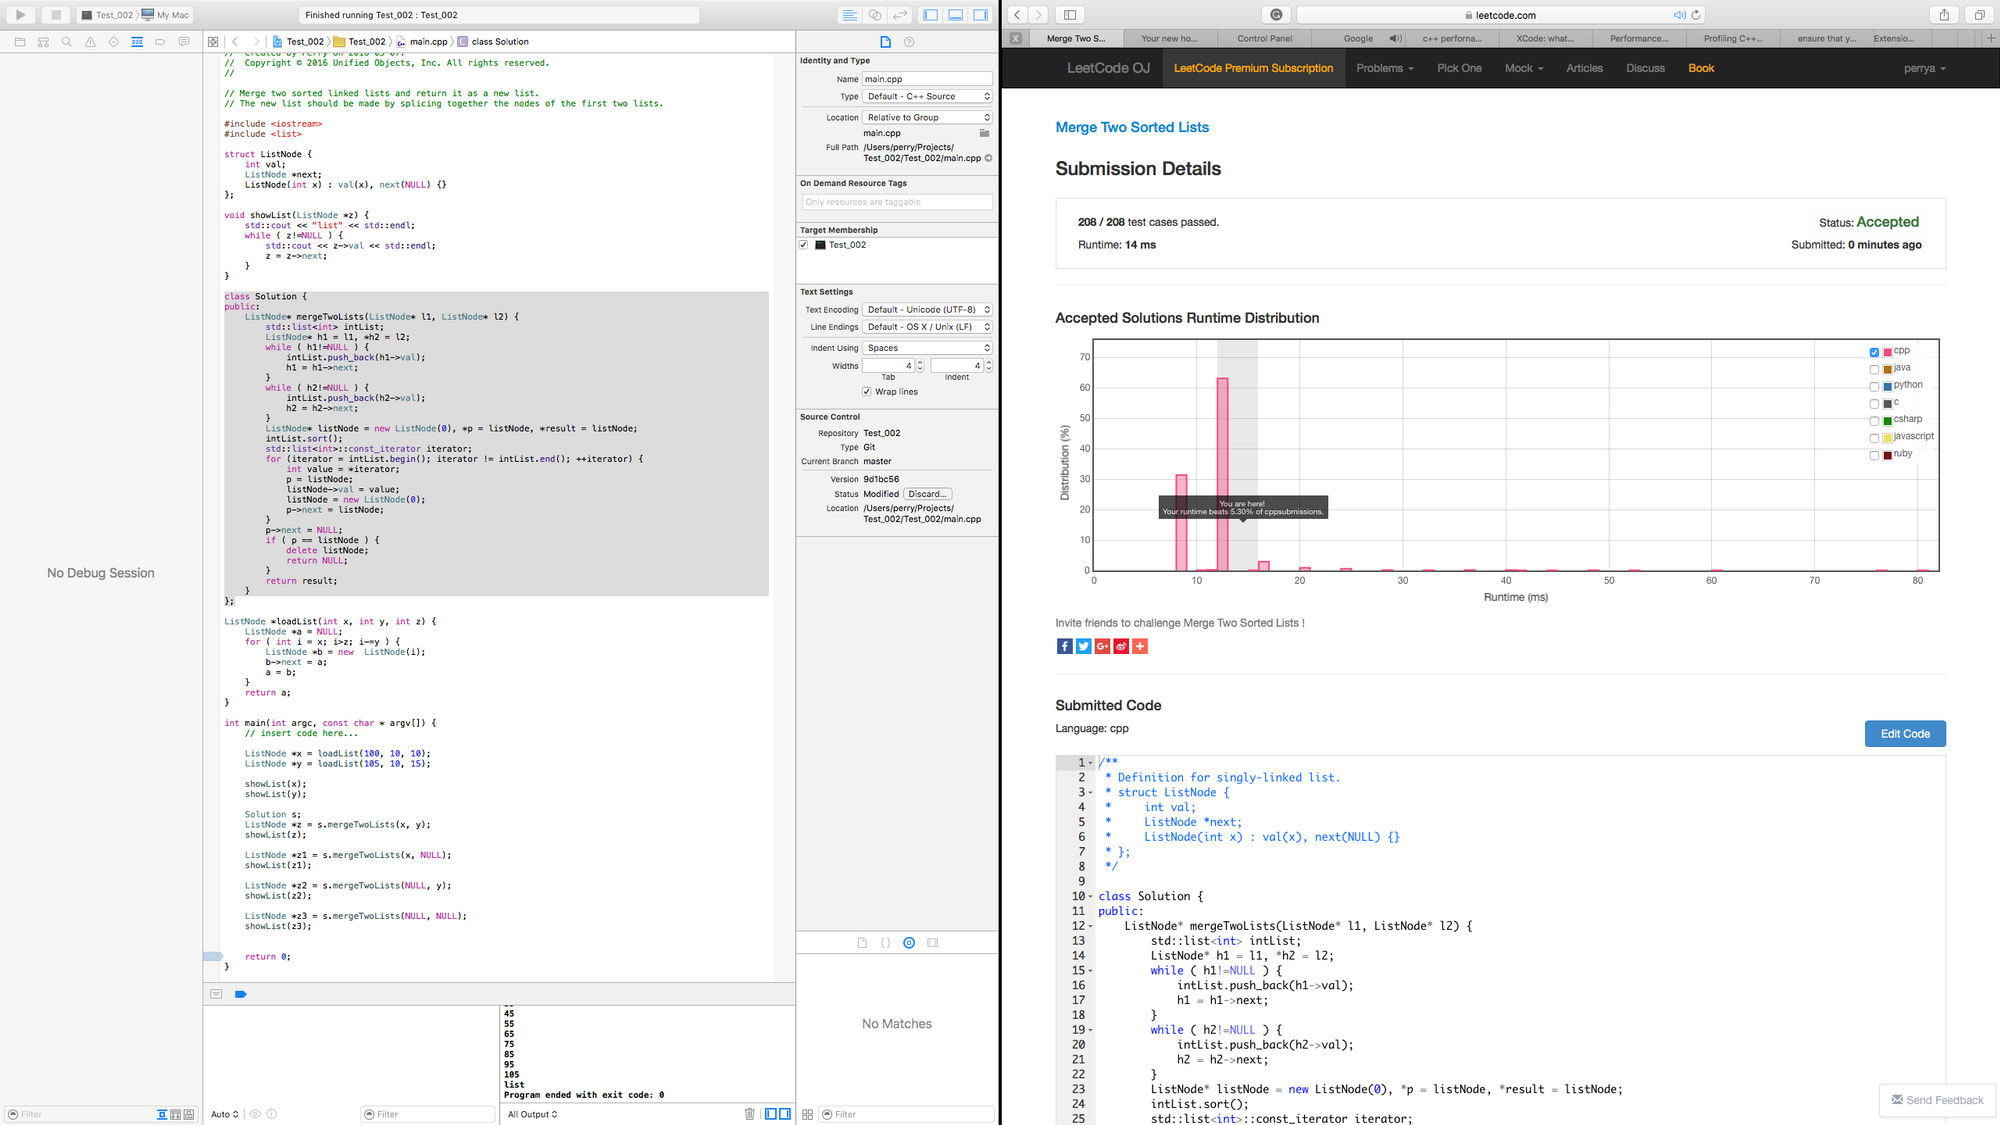 Test_002 〉 My Mac
Finished running Test_002 : Test_002
Test_002 〉 Test_002 〉 main.cpp 〉 C class Solution
// Copyright © 2016 Unified Objects, Inc. All rights reserved.
//
// Merge two sorted linked lists and return it as a new list.
// The new list should be made by splicing together the nodes of the first two lists.
#include <iostream>
#include <list>
struct ListNode {
int val;
ListNode *next;
ListNode(int x) : val(x), next(NULL) {}
};
void showList(ListNode *z) {
std::cout << "list" << std::endl;
while ( z!=NULL ) {
std::cout << z->val << std::endl;
z = z->next;
}
}
class Solution {
public:
ListNode* mergeTwoLists(ListNode* l1, ListNode* l2) {
std::list<int> intList;
ListNode* h1 = l1, *h2 = l2;
while ( h1!=NULL ) {
intList.push_back(h1->val);
h1 = h1->next;
}
while ( h2!=NULL ) {
intList.push_back(h2->val);
h2 = h2->next;
}
ListNode* listNode = new ListNode(0), *p = listNode, *result = listNode;
intList.sort();
std::list<int>::const_iterator iterator;
for (iterator = intList.begin(); iterator != intList.end(); ++iterator) {
int value = *iterator;
p = listNode;
listNode->val = value;
listNode = new ListNode(0);
p->next = listNode;
}
p->next = NULL;
if ( p == listNode ) {
delete listNode;
return NULL;
}
return result;
}
};
ListNode *loadList(int x, int y, int z) {
ListNode *a = NULL;
for ( int i = x; i>z; i-=y ) {
ListNode *b = new  ListNode(i);
b->next = a;
a = b;
}
return a;
}
int main(int argc, const char * argv[]) {
// insert code here...
ListNode *x = loadList(100, 10, 10);
ListNode *y = loadList(105, 10, 15);
showList(x);
showList(y);
Solution s;
ListNode *z = s.mergeTwoLists(x, y);
showList(z);
ListNode *z1 = s.mergeTwoLists(x, NULL);
showList(z1);
ListNode *z2 = s.mergeTwoLists(NULL, y);
showList(z2);
ListNode *z3 = s.mergeTwoLists(NULL, NULL);
showList(z3);
return 0;
}
No Debug Session
45
55
65
75
85
95
105
list
Program ended with exit code: 0
Filter
Auto
Filter
All Output
Filter
Identity and Type
Name main.cpp
Type Default - C++ Source
Location Relative to Group
main.cpp
Full Path /Users/perry/Projects/
Test_002/Test_002/main.cpp
On Demand Resource Tags
Only resources are taggable
Target Membership
Test_002
Text Settings
Text Encoding Default - Unicode (UTF-8)
Line Endings Default - OS X / Unix (LF)
Indent Using Spaces
Widths 4 4
Tab Indent
Wrap lines
Source Control
Repository Test_002
Type Git
Current Branch master
Version 9d1bc56
Status Modified Discard...
Location /Users/perry/Projects/
Test_002/Test_002/main.cpp
No Matches
leetcode.com
Merge Two S... Your new ho... Control Panel Google c++ perforna... XCode: what... Performance... Profiling C++... ensure that y... Extensio...
LeetCode OJ LeetCode Premium Subscription Problems Pick One Mock Articles Discuss Book perrya
Merge Two Sorted Lists
Submission Details
208 / 208 test cases passed. Status: Accepted
Runtime: 14 ms Submitted: 0 minutes ago
Accepted Solutions Runtime Distribution
Distribution (%)
70
60
50
40
30
20
10
0
0 10 20 30 40 50 60 70 80
Runtime (ms)
cpp
java
python
c
csharp
javascript
ruby
You are here!
Your runtime beats 5.30% of cppsubmissions.
Invite friends to challenge Merge Two Sorted Lists !
Submitted Code
Language: cpp
Edit Code
1 /**
2 * Definition for singly-linked list.
3 * struct ListNode {
4 *     int val;
5 *     ListNode *next;
6 *     ListNode(int x) : val(x), next(NULL) {}
7 * };
8 */
9
10 class Solution {
11 public:
12 ListNode* mergeTwoLists(ListNode* l1, ListNode* l2) {
13 std::list<int> intList;
14 ListNode* h1 = l1, *h2 = l2;
15 while ( h1!=NULL ) {
16 intList.push_back(h1->val);
17 h1 = h1->next;
18 }
19 while ( h2!=NULL ) {
20 intList.push_back(h2->val);
21 h2 = h2->next;
22 }
23 ListNode* listNode = new ListNode(0), *p = listNode, *result = listNode;
24 intList.sort();
25 std::list<int>::const_iterator iterator;
Send Feedback